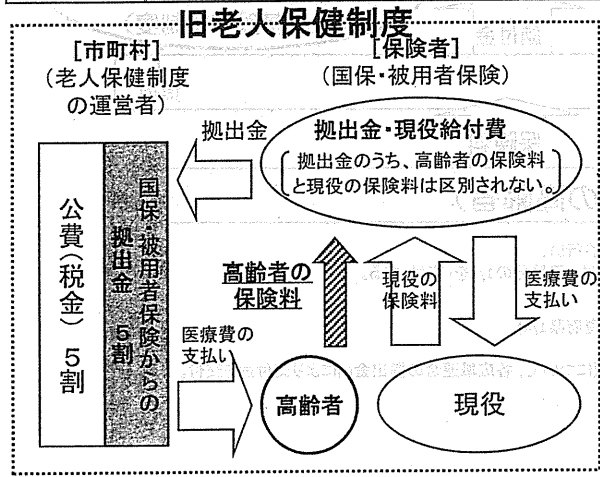 旧老人保健制度
[市町村]
(老人保健制度
の運営者)
[保険者]
(国保・被用者保険)
拠出金
拠出金・現役給付費
拠出金のうち、高齢者の保険料
と現役の保険料は区別されない。
公費(税金) 5割
国保・被用者保険からの
拠出金 5割
高齢者の
保険料
現役の
保険料
医療費の
支払い
医療費の
支払い
高齢者
現役